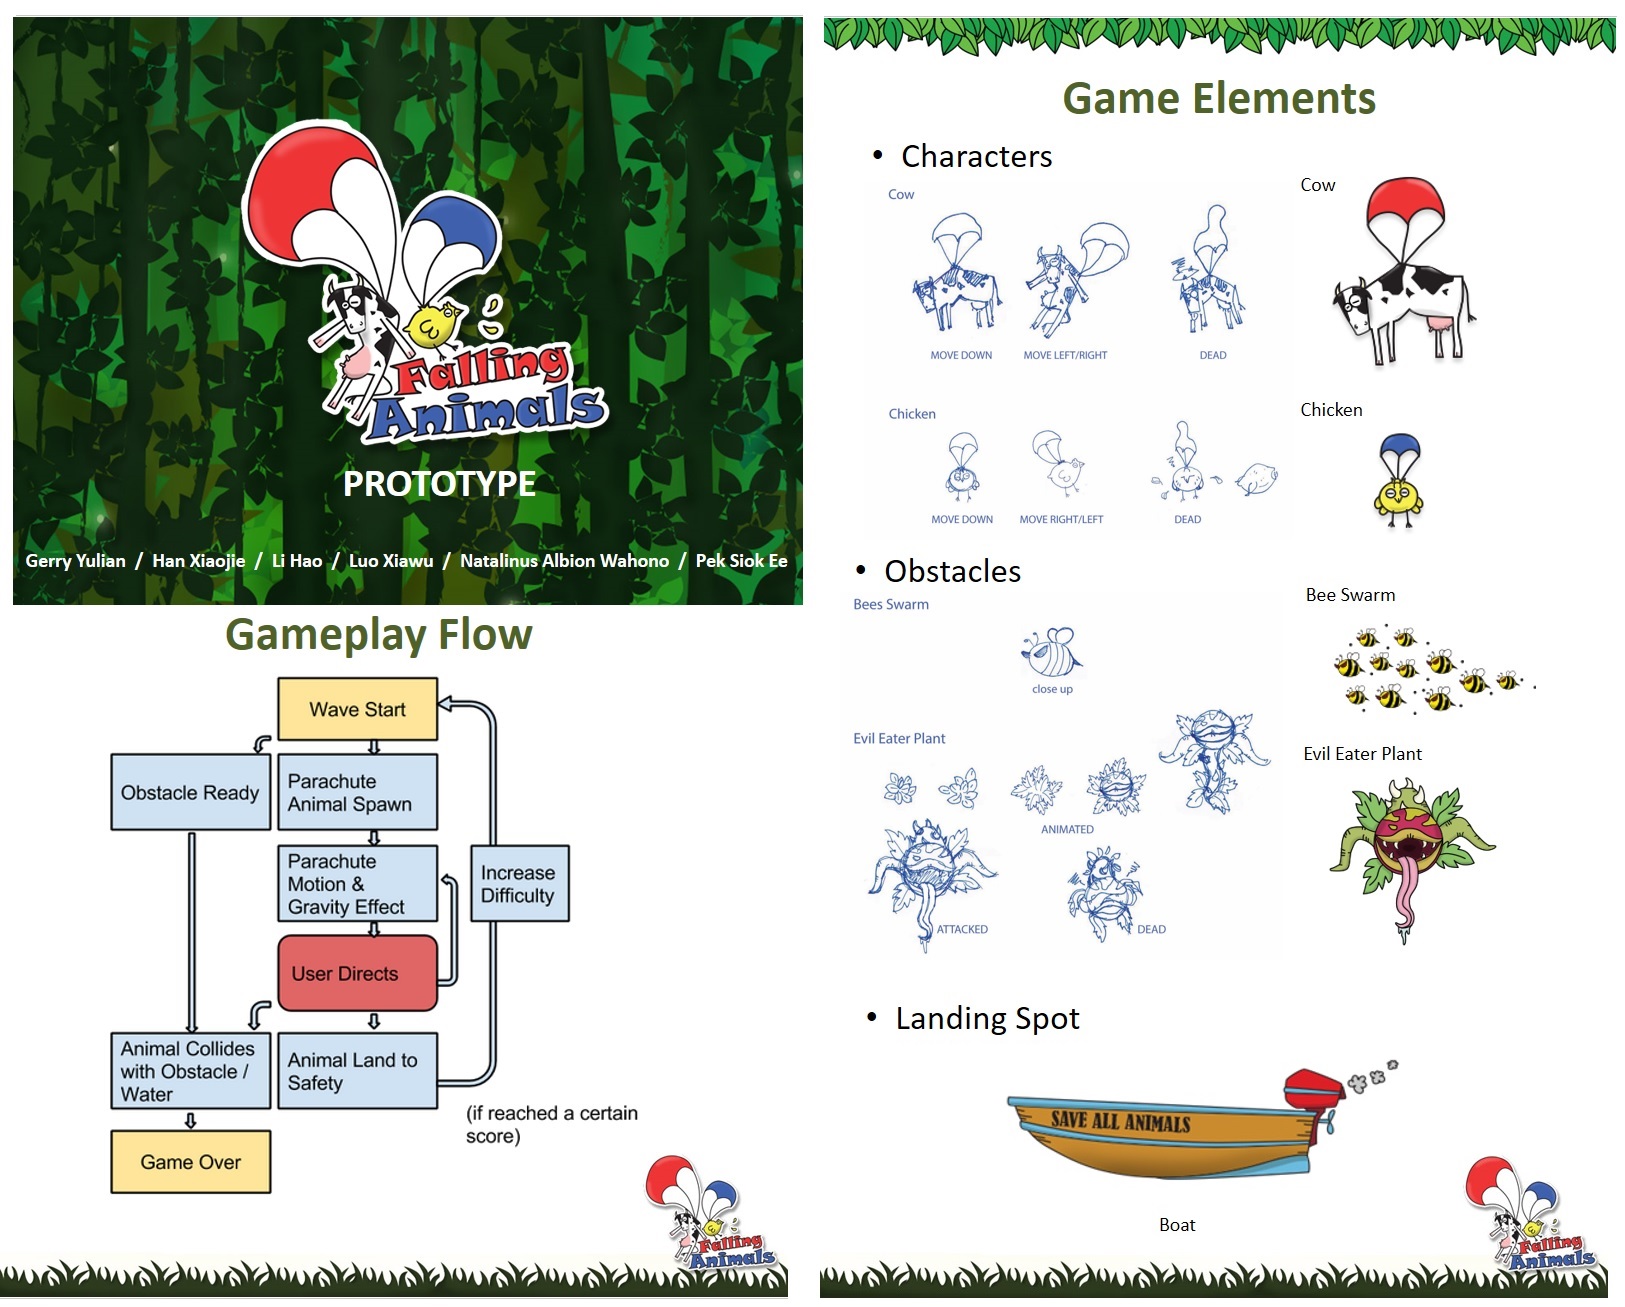 Falling
Animals
PROTOTYPE
Gerry Yulian / Han Xiaojie / Li Hao / Luo Xiawu / Natalinus Albion Wahono / Pek Siok Ee
Gameplay Flow
Wave Start
Obstacle Ready
Parachute
Animal Spawn
Parachute
Motion &
Gravity Effect
Increase
Difficulty
User Directs
Animal Collides
with Obstacle /
Water
Animal Land to
Safety
(if reached a certain
score)
Game Over
Falling
Animals
Game Elements
• Characters
Cow
Cow
MOVE DOWN
MOVE LEFT/RIGHT
DEAD
Chicken
Chicken
MOVE DOWN
MOVE RIGHT/LEFT
DEAD
• Obstacles
Bees Swarm
Bee Swarm
close up
Evil Eater Plant
Evil Eater Plant
ANIMATED
ATTACKED
DEAD
• Landing Spot
SAVE ALL ANIMALS
Boat
Falling
Animals